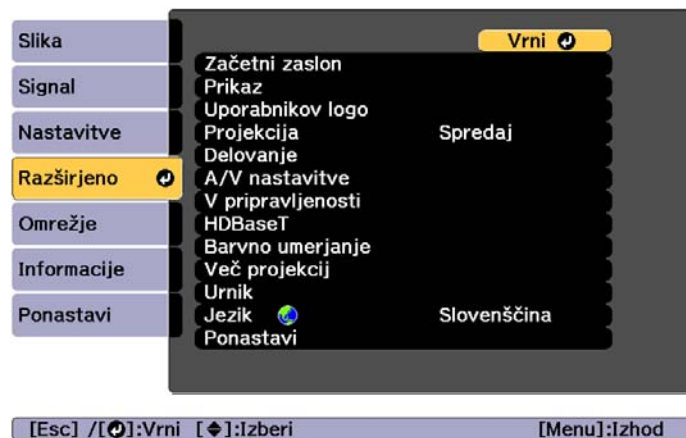 Slika
Signal
Nastavitve
Razširjeno
Omrežje
Informacije
Ponastavi
Vrni
Začetni zaslon
Prikaz
Uporabnikov logo
Projekcija Spredaj
Delovanje
A/V nastavitve
V pripravljenosti
HDBaseT
Barvno umerjanje
Več projekcij
Urnik
Jezik Slovenščina
Ponastavi
[Esc] /[ ]:Vrni [ ]:Izberi [Menu]:Izhod